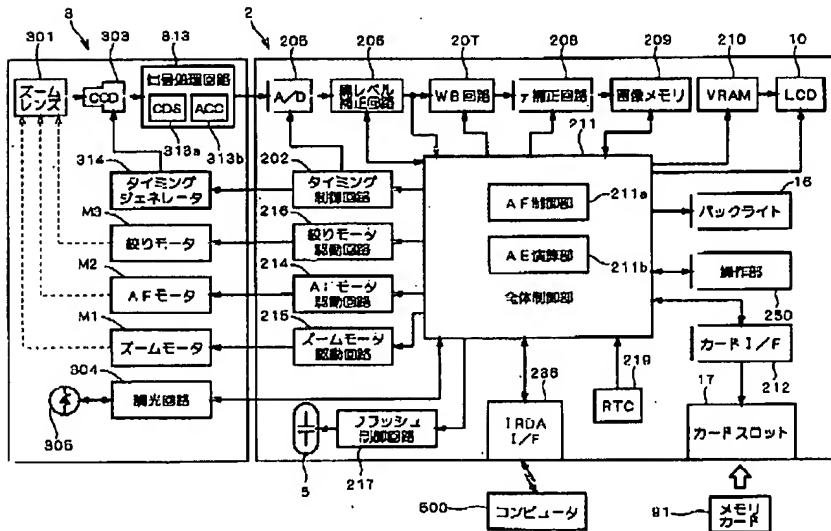 3
2
301
303
313
205
206
207
208
209
210
10
ズーム
レンズ
CCD
信号処理回路
CDS
AGC
313a
313b
A/D
黒レベル
補正回路
WB回路
γ補正回路
画像メモリ
VRAM
LCD
211
314
タイミング
ジェネレータ
202
タイミング
制御回路
AF制御部
211a
16
バックライト
M3
絞りモータ
216
絞りモータ
駆動回路
AE演算部
211b
操作部
250
M2
AFモータ
214
AFモータ
駆動回路
全体制御部
M1
ズームモータ
215
ズームモータ
駆動回路
カードI/F
212
304
調光回路
305
236
219
RTC
17
カードスロット
フラッシュ
制御回路
IRDA
I/F
5
217
500
コンピュータ
91
メモリ
カード